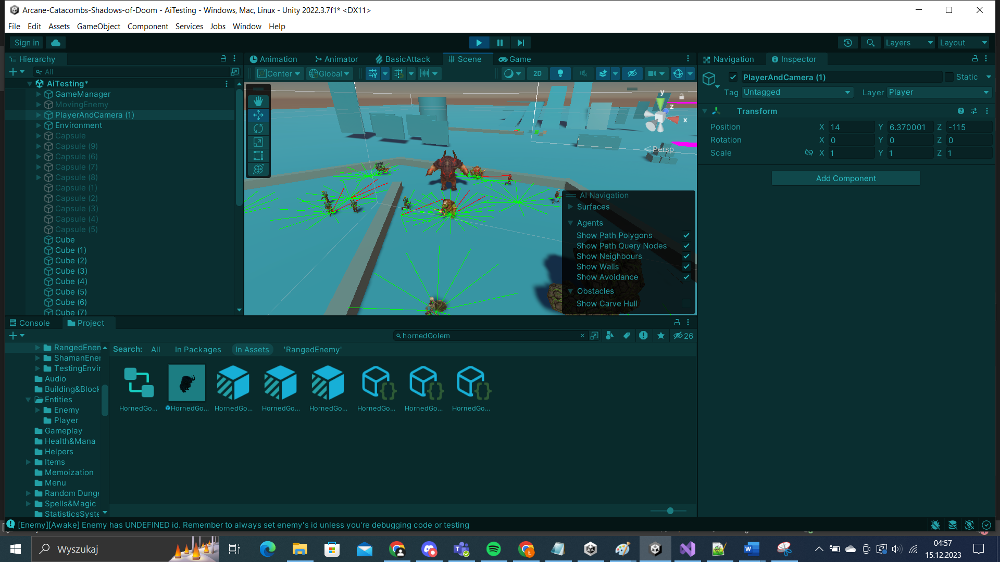 Arcane-Catacombs-Shadows-of-Doom - AiTesting - Windows, Mac, Linux - Unity 2022.3.7f1* <DX11>
File Edit Assets GameObject Component Services Jobs Window Help
Sign in
Layers
Layout
Hierarchy
All
AiTesting*
GameManager
MovingEnemy
PlayerAndCamera (1)
Environment
Capsule
Capsule (9)
Capsule (6)
Capsule (7)
Capsule (8)
Capsule (1)
Capsule (2)
Capsule (3)
Capsule (4)
Capsule (5)
Cube
Cube (1)
Cube (2)
Cube (3)
Cube (4)
Cube (5)
Cube (6)
Cube (7)
Animation Animator BasicAttack Scene Game
Center Global 2D
y
z
x
Persp
AI Navigation
Surfaces
Agents
Show Path Polygons
Show Path Query Nodes
Show Neighbours
Show Walls
Show Avoidance
Obstacles
Show Carve Hull
Navigation Inspector
PlayerAndCamera (1) Static
Tag Untagged Layer Player
Transform
Position X 14 Y 6.370001 Z -115
Rotation X 0 Y 0 Z 0
Scale X 1 Y 1 Z 1
Add Component
Console Project
hornedGolem
26
RangedEnen
ShamanEner
TestingEnvir
Audio
Building&Block
Entities
Enemy
Player
Gameplay
Health&Mana
Helpers
Items
Memoization
Menu
Random Dunge
Spells&Magic
StatisticsSyste
Search: All In Packages In Assets 'RangedEnemy'
HornedGo... HornedGo... HornedGo... HornedGo... HornedGo... HornedGo... HornedGo... HornedGo...
[Enemy][Awake] Enemy has UNDEFINED id. Remember to always set enemy's id unless you're debugging code or testing
Wyszukaj
04:57
15.12.2023